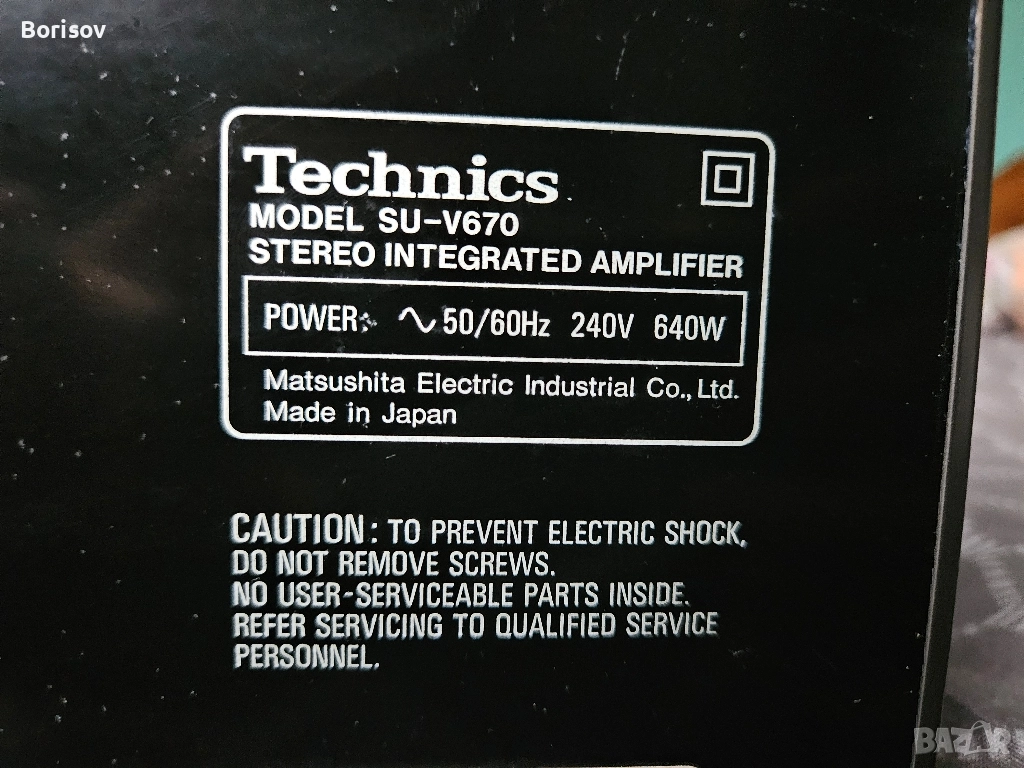 Borisov
Technics
MODEL SU-V670
STEREO INTEGRATED AMPLIFIER
POWER: ∿ 50/60Hz 240V 640W
Matsushita Electric Industrial Co., Ltd.
Made in Japan
CAUTION: TO PREVENT ELECTRIC SHOCK,
DO NOT REMOVE SCREWS.
NO USER-SERVICEABLE PARTS INSIDE.
REFER SERVICING TO QUALIFIED SERVICE
PERSONNEL.
BAZAR